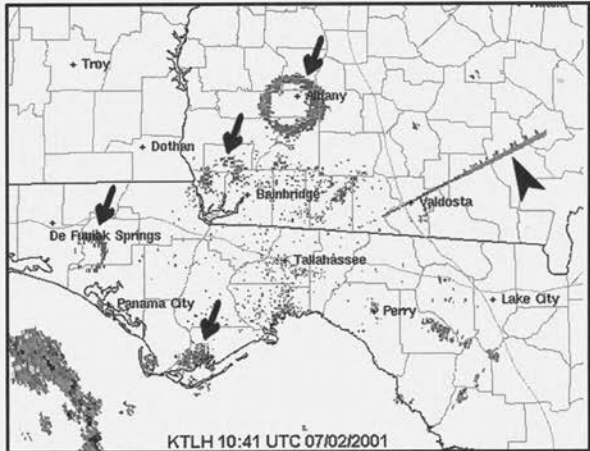 Troy
Albany
Dothan
Bainbridge
Valdosta
De Funiak Springs
Tallahassee
Panama City
Lake City
Perry
KTLH 10:41 UTC 07/02/2001